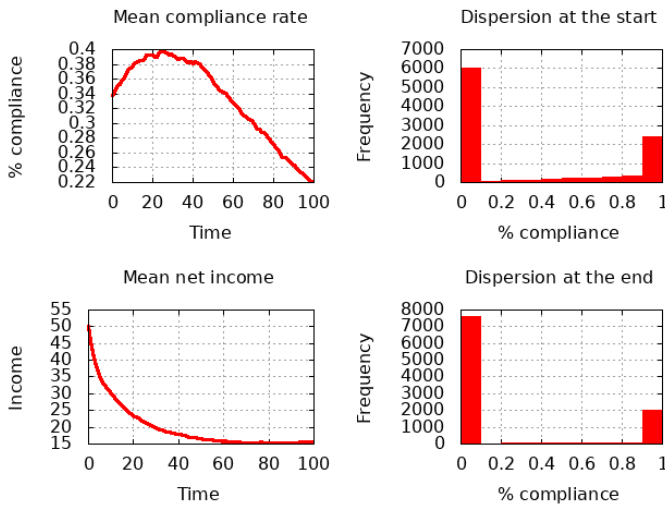 Mean compliance rate
% compliance
0.4
0.38
0.36
0.34
0.32
0.3
0.28
0.26
0.24
0.22
0 20 40 60 80 100
Time
Dispersion at the start
Frequency
7000
6000
5000
4000
3000
2000
1000
0
0 0.2 0.4 0.6 0.8 1
% compliance
Mean net income
Income
55
50
45
40
35
30
25
20
15
0 20 40 60 80 100
Time
Dispersion at the end
Frequency
8000
7000
6000
5000
4000
3000
2000
1000
0
0 0.2 0.4 0.6 0.8 1
% compliance